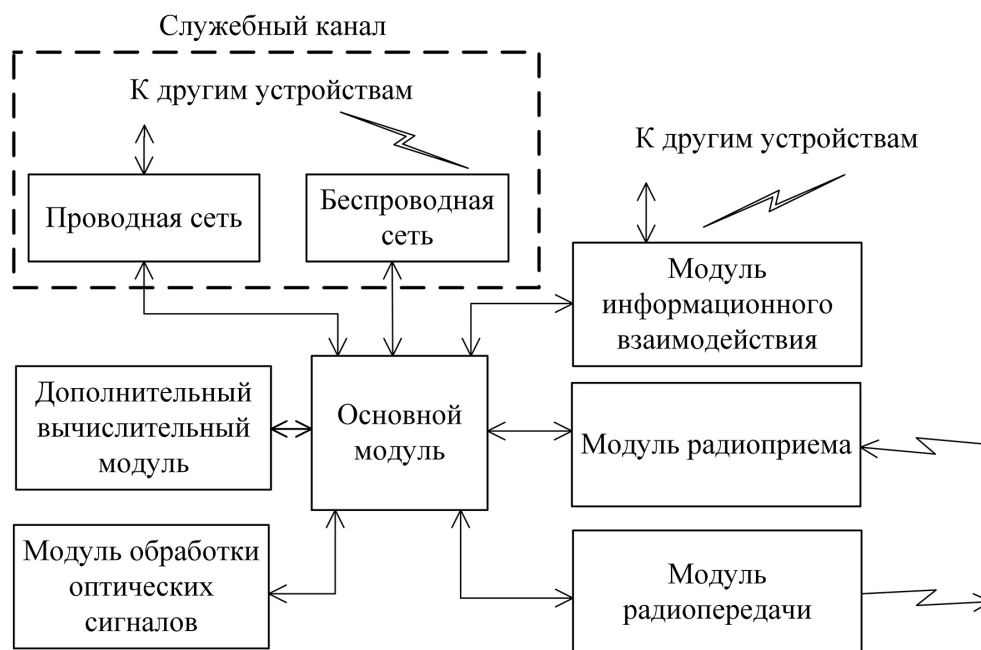 Служебный канал
К другим устройствам
К другим устройствам
Проводная сеть
Беспроводная
сеть
Модуль
информационного
взаимодействия
Дополнительный
вычислительный
модуль
Основной
модуль
Модуль радиоприема
Модуль обработки
оптических
сигналов
Модуль
радиопередачи